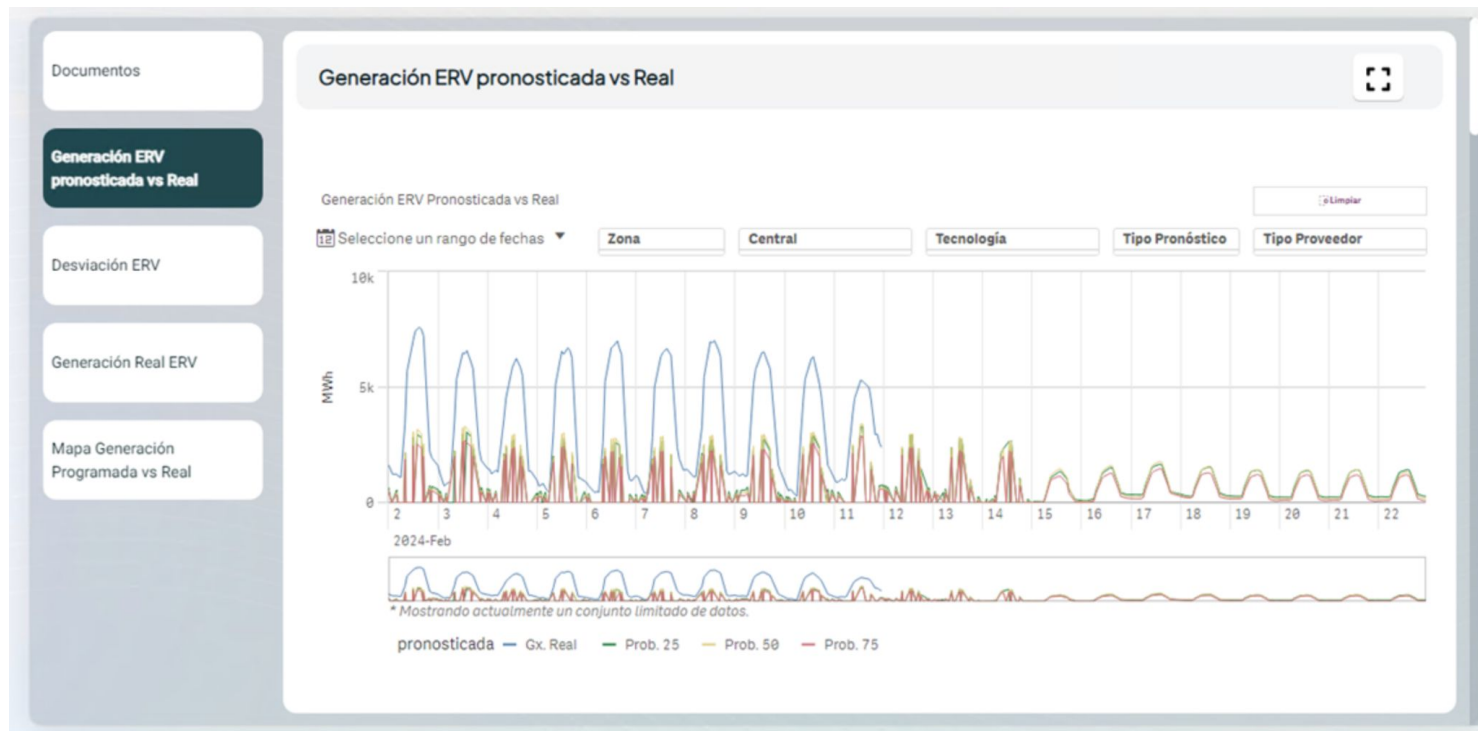 Documentos
Generación ERV
pronosticada vs Real
Desviación ERV
Generación Real ERV
Mapa Generación
Programada vs Real
Generación ERV pronosticada vs Real
Generación ERV Pronosticada vs Real
Limpiar
12 Seleccione un rango de fechas
Zona
Central
Tecnología
Tipo Pronóstico
Tipo Proveedor
10k
5k
0
MWh
2 3 4 5 6 7 8 9 10 11 12 13 14 15 16 17 18 19 20 21 22
2024-Feb
* Mostrando actualmente un conjunto limitado de datos.
pronosticada Gx. Real Prob. 25 Prob. 50 Prob. 75